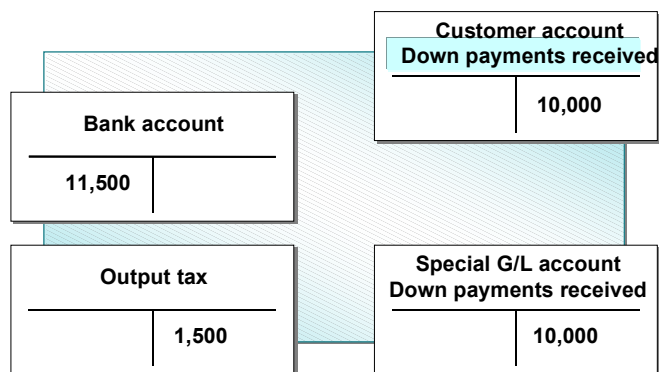 Customer account
Down payments received
10,000
Bank account
11,500
Output tax
1,500
Special G/L account
Down payments received
10,000